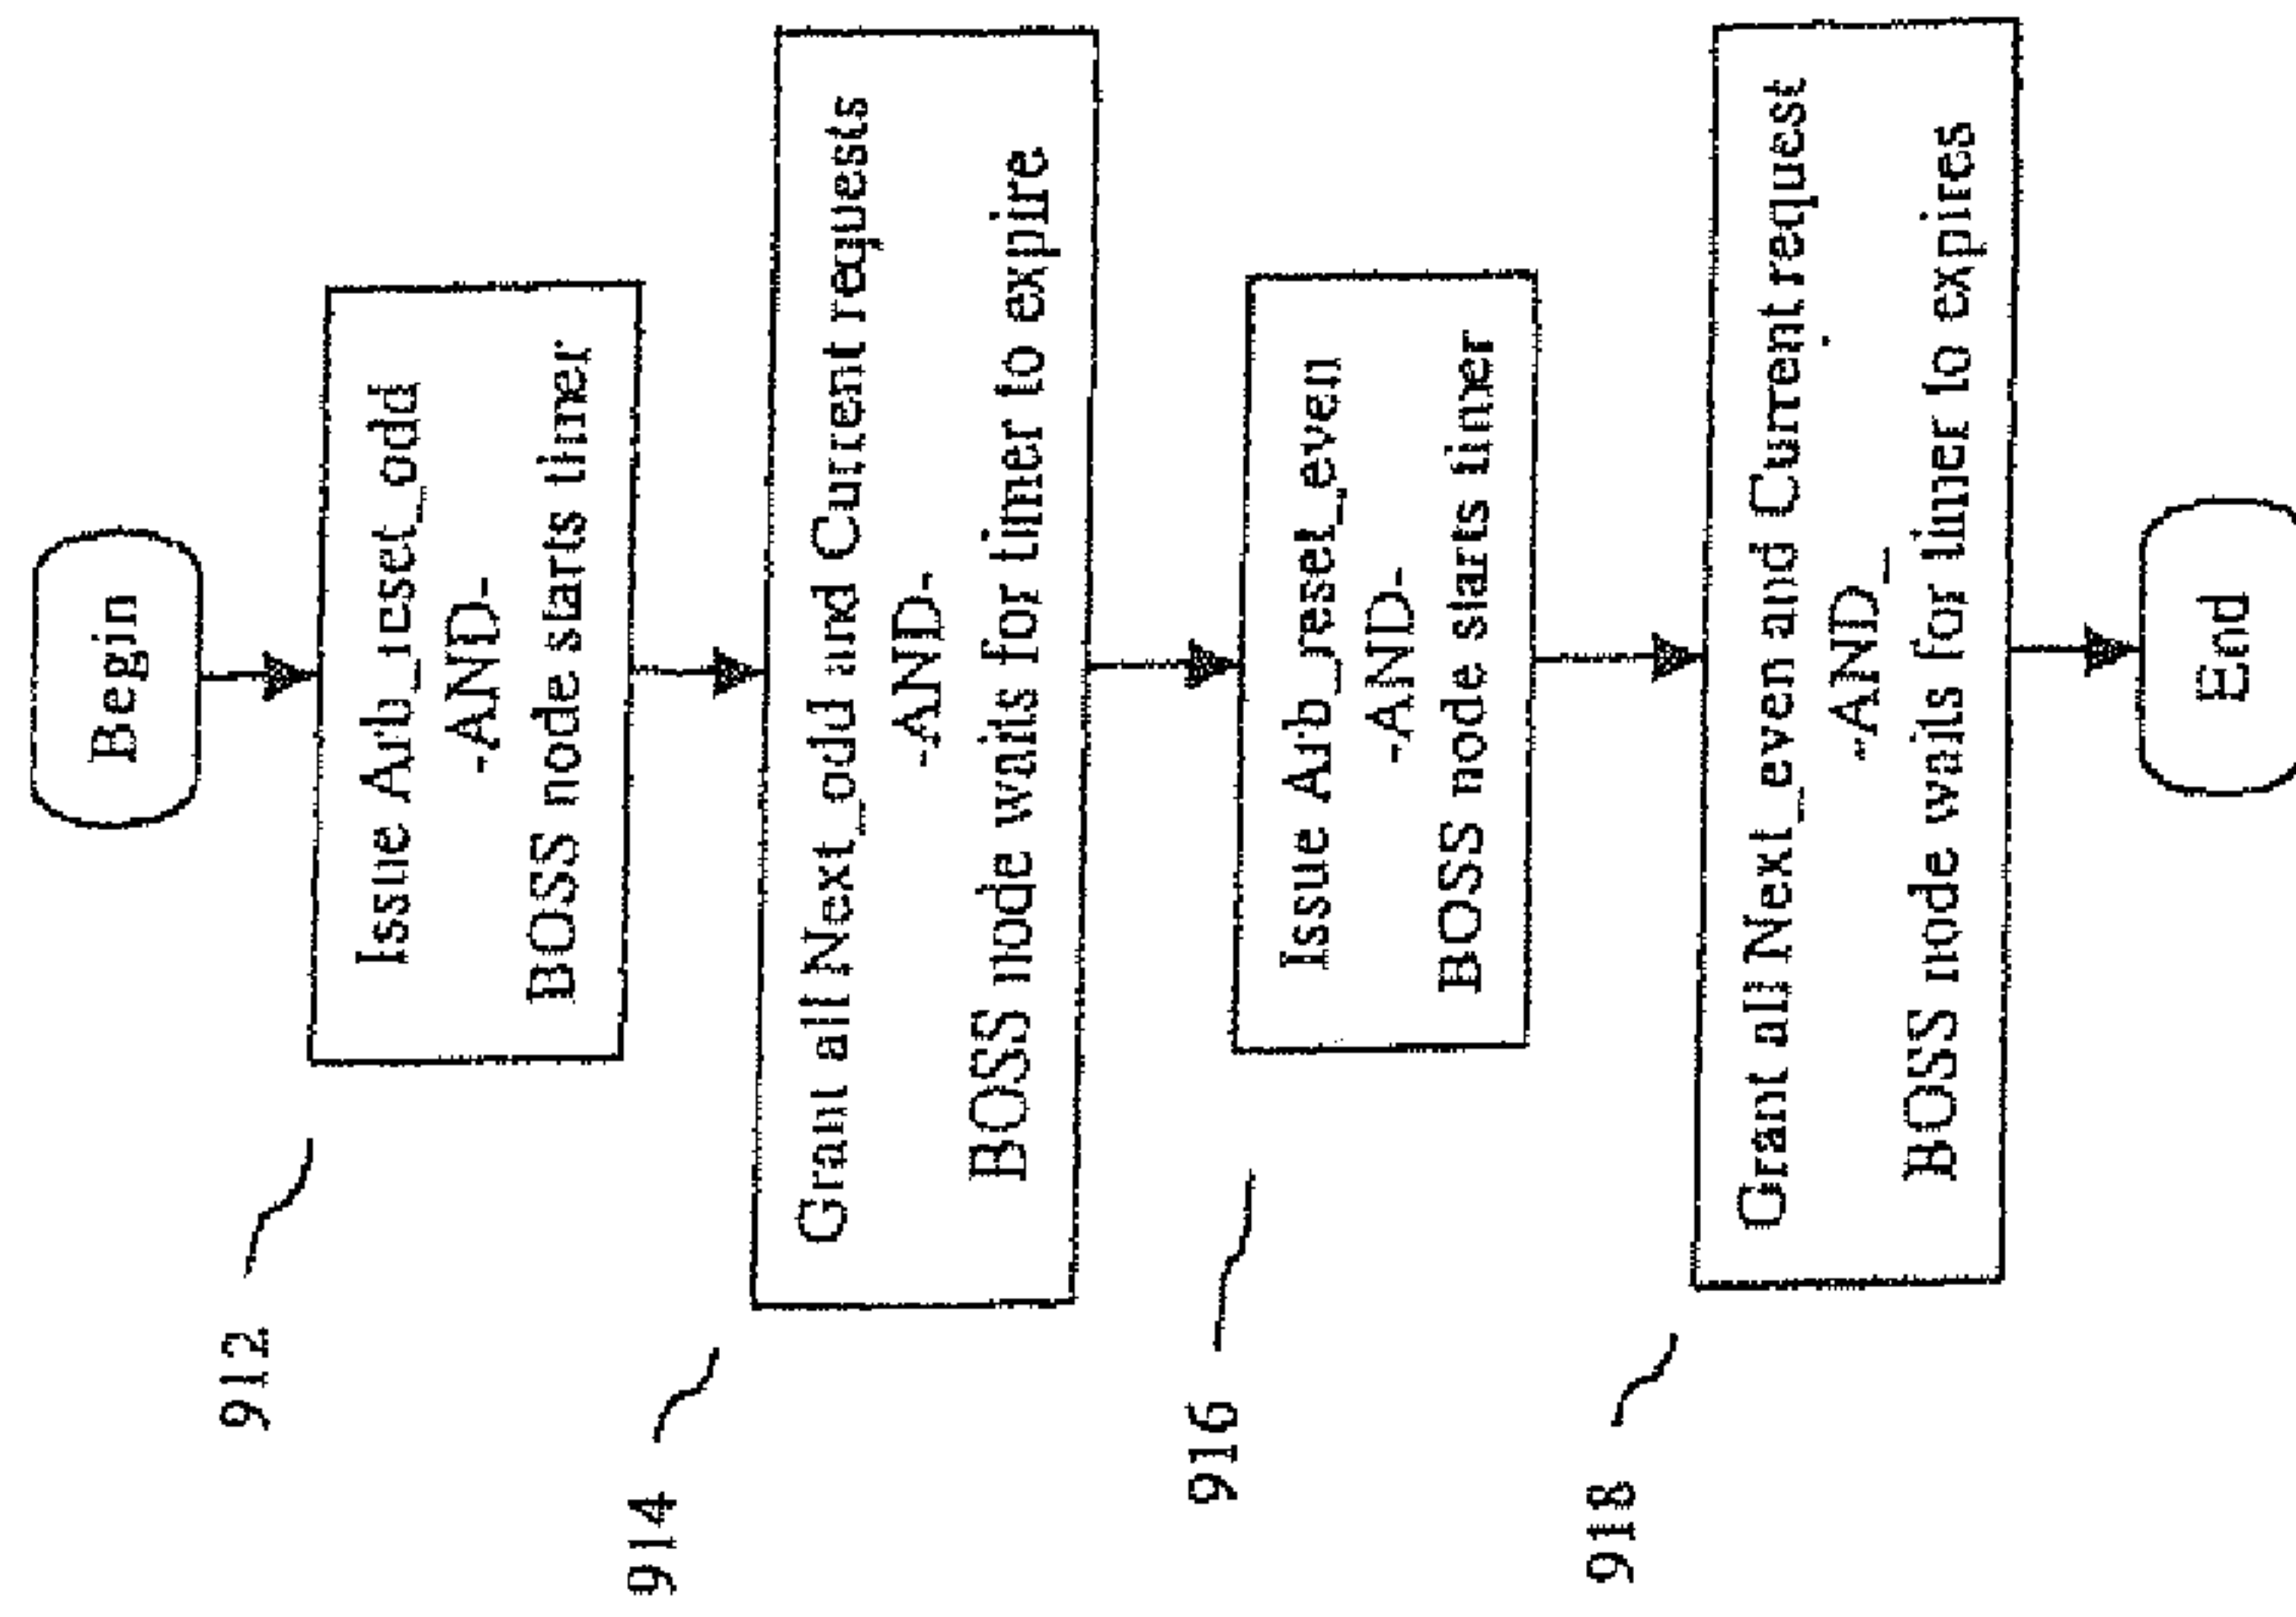 Begin
912
Issue Arb_reset_odd
-AND-
BOSS node starts timer
914
Grant all Next_odd and Current requests
-AND-
BOSS node waits for timer to expire
916
Issue Arb_reset_even
-AND-
BOSS node starts timer
918
Grant all Next_even and Current request
-AND-
BOSS node waits for timer to expires
End